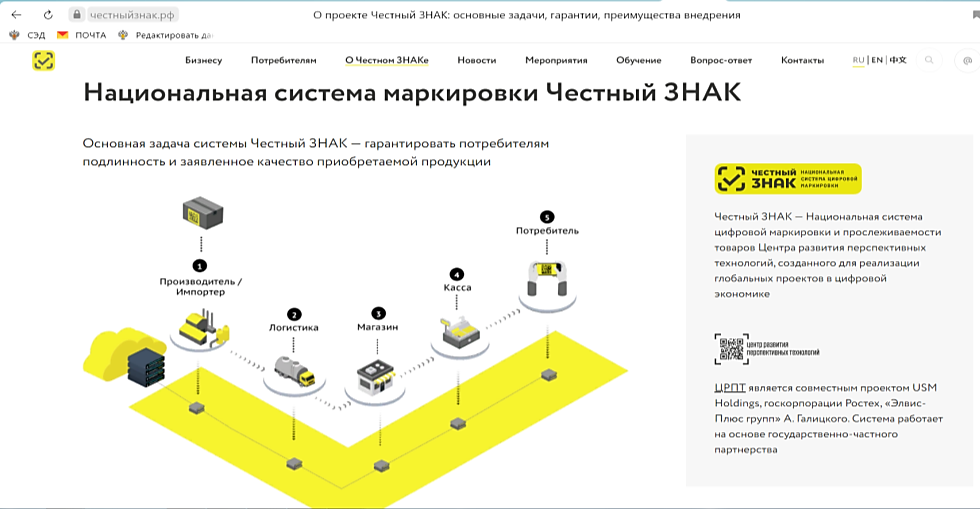 честныйзнак.рф
О проекте Честный ЗНАК: основные задачи, гарантии, преимущества внедрения
СЭД ПОЧТА Редактировать
Бизнесу Потребителям О Честном ЗНАКе Новости Мероприятия Обучение Вопрос-ответ Контакты RU | EN | 中文
Национальная система маркировки Честный ЗНАК
Основная задача системы Честный ЗНАК — гарантировать потребителям
подлинность и заявленное качество приобретаемой продукции
1
Производитель /
Импортер
2
Логистика
3
Магазин
4
Касса
5
Потребитель
ЧЕСТНЫЙ
ЗНАК
НАЦИОНАЛЬНАЯ
СИСТЕМА ЦИФРОВОЙ
МАРКИРОВКИ
Честный ЗНАК — Национальная система
цифровой маркировки и прослеживаемости
товаров Центра развития перспективных
технологий, созданного для реализации
глобальных проектов в цифровой
экономике
центр развития
перспективных технологий
ЦРПТ является совместным проектом USM
Holdings, госкорпорации Ростех, «Элвис-
Плюс групп» А. Галицкого. Система работает
на основе государственно-частного
партнерства